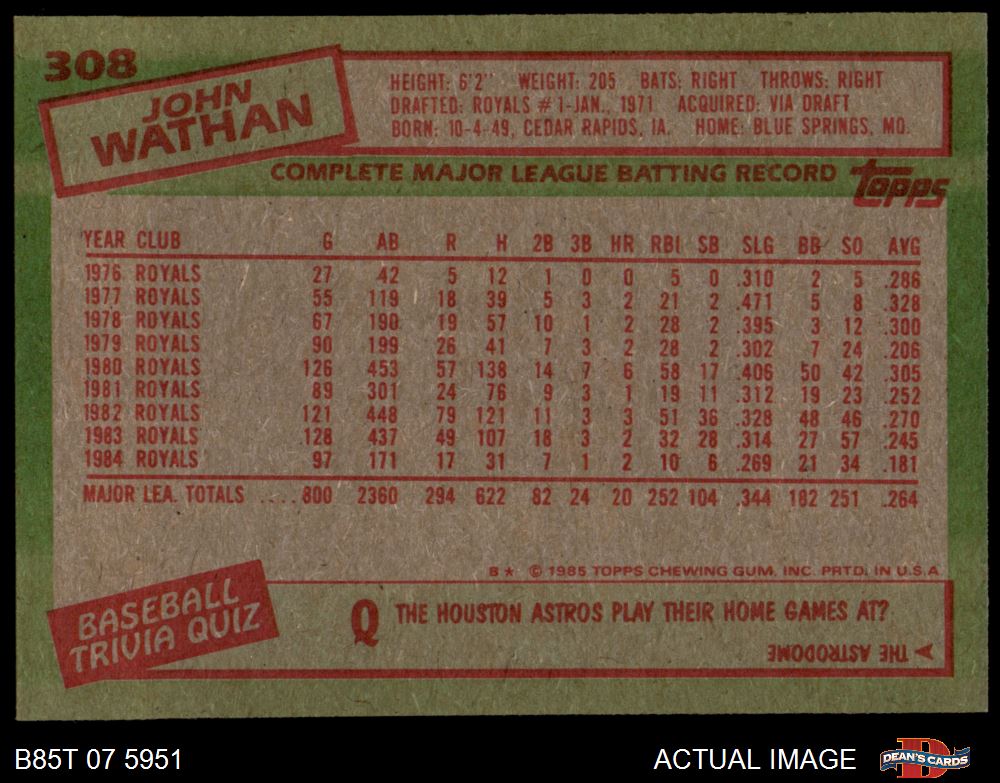 308
JOHN
WATHAN
HEIGHT: 6'2" WEIGHT: 205 BATS: RIGHT THROWS: RIGHT
DRAFTED: ROYALS #1-JAN., 1971 ACQUIRED: VIA DRAFT
BORN: 10-4-49, CEDAR RAPIDS, IA. HOME: BLUE SPRINGS, MO.
COMPLETE MAJOR LEAGUE BATTING RECORD
topps
YEAR CLUB G AB R H 2B 3B HR RBI SB SLG BB SO AVG
1976 ROYALS 27 42 5 12 1 0 0 5 0 .310 2 5 .286
1977 ROYALS 55 119 18 39 5 3 2 21 2 .471 5 8 .328
1978 ROYALS 67 190 19 57 10 1 2 28 2 .395 3 12 .300
1979 ROYALS 90 199 26 41 7 3 2 28 2 .302 7 24 .206
1980 ROYALS 126 453 57 138 14 7 6 58 17 .406 50 42 .305
1981 ROYALS 89 301 24 76 9 3 1 19 11 .312 19 23 .252
1982 ROYALS 121 448 79 121 11 3 3 51 36 .328 48 46 .270
1983 ROYALS 128 437 49 107 18 3 2 32 28 .314 27 57 .245
1984 ROYALS 97 171 17 31 7 1 2 10 6 .269 21 34 .181
MAJOR LEA. TOTALS ....800 2360 294 622 82 24 20 252 104 .344 182 251 .264
B* © 1985 TOPPS CHEWING GUM, INC. PRTD. IN U.S.A
BASEBALL
TRIVIA QUIZ
Q THE HOUSTON ASTROS PLAY THEIR HOME GAMES AT?
A THE ASTRODOME
B85T 07 5951
ACTUAL IMAGE
DEAN'S CARDS